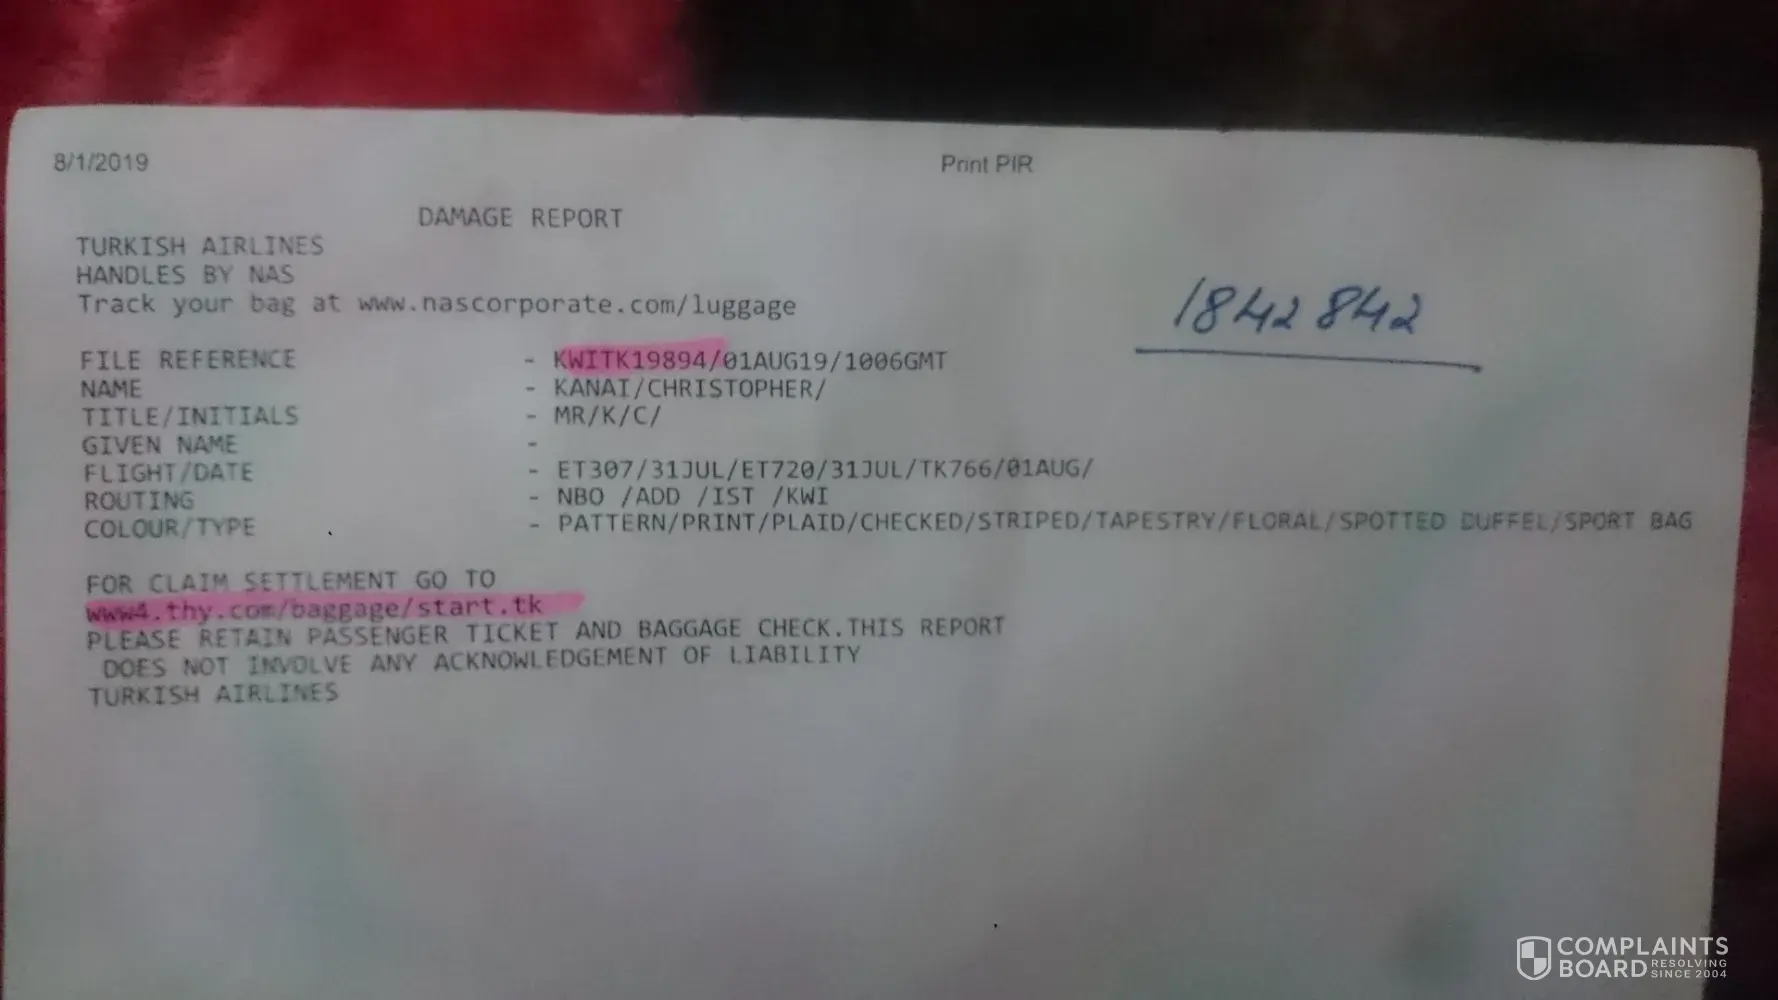 8/1/2019
Print PIR
DAMAGE REPORT
TURKISH AIRLINES
HANDLES BY NAS
Track your bag at www.nascorporate.com/luggage
1842842
FILE REFERENCE - KWITK19894/01AUG19/1006GMT
NAME - KANAI/CHRISTOPHER/
TITLE/INITIALS - MR/K/C/
GIVEN NAME -
FLIGHT/DATE - ET307/31JUL/ET720/31JUL/TK766/01AUG/
ROUTING - NBO /ADD /IST /KWI
COLOUR/TYPE - PATTERN/PRINT/PLAID/CHECKED/STRIPED/TAPESTRY/FLORAL/SPOTTED DUFFEL/SPORT BAG
FOR CLAIM SETTLEMENT GO TO
www4.thy.com/baggage/start.tk
PLEASE RETAIN PASSENGER TICKET AND BAGGAGE CHECK.THIS REPORT
DOES NOT INVOLVE ANY ACKNOWLEDGEMENT OF LIABILITY
TURKISH AIRLINES
COMPLAINTS
BOARD RESOLVING
SINCE 2004